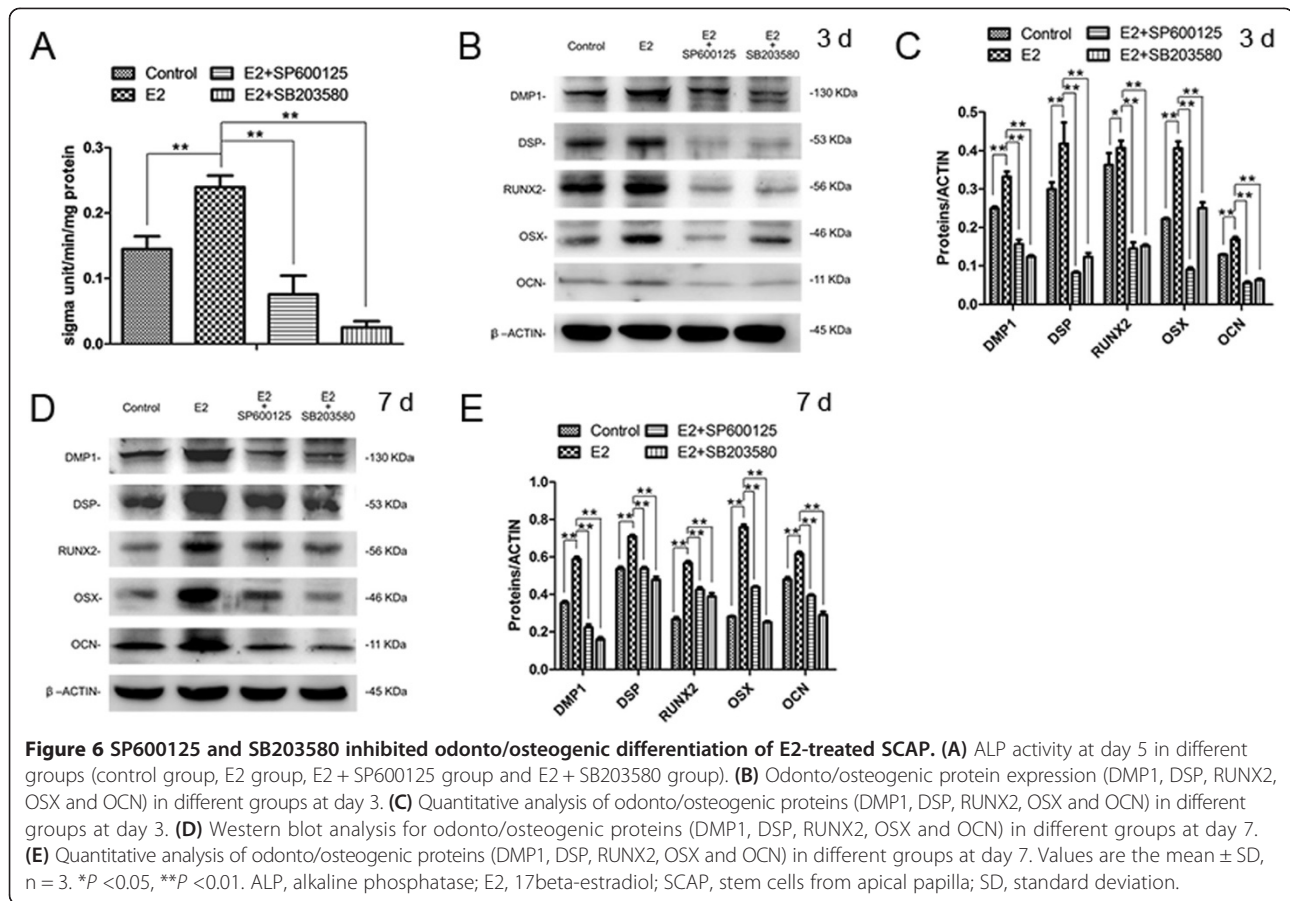 A
Control
E2
E2+SP600125
E2+SB203580
**
**
**
sigma unit/min/mg protein
0.3
0.2
0.1
0.0
B
Control
E2
E2
+
SP600125
E2
+
SB203580
3 d
DMP1-
-130 KDa
DSP-
-53 KDa
RUNX2-
-56 KDa
OSX-
-46 KDa
OCN-
-11 KDa
β-ACTIN-
-45 KDa
C
Control
E2
E2+SP600125
E2+SB203580
3 d
** ** **
** ** **
* ** **
** ** **
** ** **
Proteins/ACTIN
0.4
0.3
0.2
0.1
0.0
DMP1
DSP
RUNX2
OSX
OCN
D
Control
E2
E2
+
SP600125
E2
+
SB203580
7 d
DMP1-
-130 KDa
DSP-
-53 KDa
RUNX2-
-56 KDa
OSX-
-46 KDa
OCN-
-11 KDa
β-ACTIN-
-45 KDa
E
7 d
Control
E2
E2+SP600125
E2+SB203580
** ** **
** ** **
** ** **
** ** **
** ** **
Proteins/ACTIN
1.0
0.8
0.6
0.4
0.2
0.0
DMP1
DSP
RUNX2
OSX
OCN
Figure 6 SP600125 and SB203580 inhibited odonto/osteogenic differentiation of E2-treated SCAP. (A) ALP activity at day 5 in different
groups (control group, E2 group, E2 + SP600125 group and E2 + SB203580 group). (B) Odonto/osteogenic protein expression (DMP1, DSP, RUNX2,
OSX and OCN) in different groups at day 3. (C) Quantitative analysis of odonto/osteogenic proteins (DMP1, DSP, RUNX2, OSX and OCN) in different
groups at day 3. (D) Western blot analysis for odonto/osteogenic proteins (DMP1, DSP, RUNX2, OSX and OCN) in different groups at day 7.
(E) Quantitative analysis of odonto/osteogenic proteins (DMP1, DSP, RUNX2, OSX and OCN) in different groups at day 7. Values are the mean ± SD,
n = 3. *P <0.05, **P <0.01. ALP, alkaline phosphatase; E2, 17beta-estradiol; SCAP, stem cells from apical papilla; SD, standard deviation.